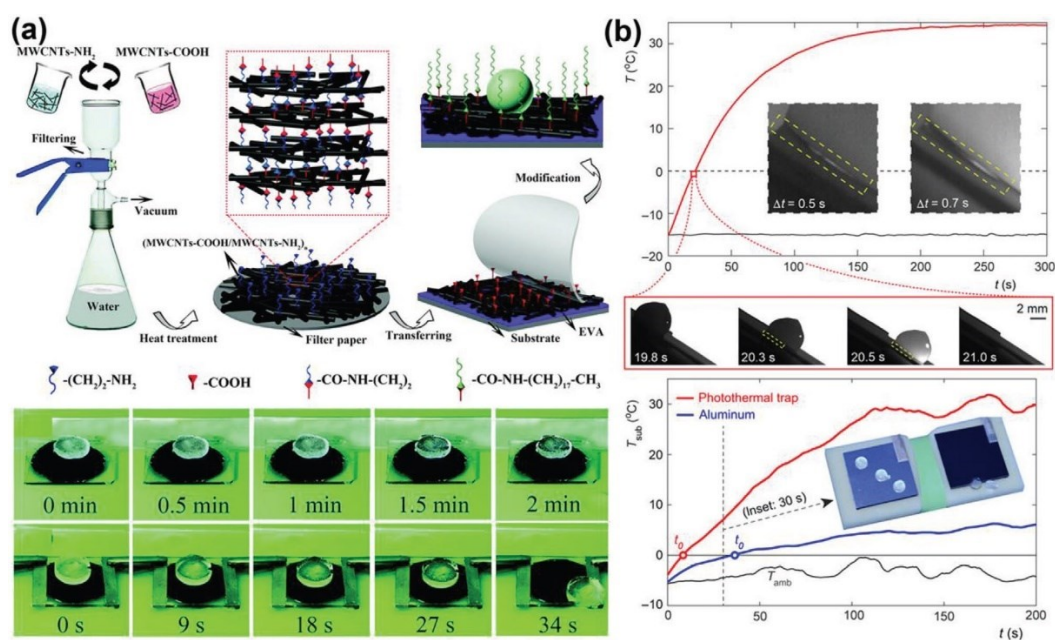 (a)
MWCNTs-NH2
MWCNTs-COOH
Filtering
Vacuum
Water
Heat treatment
(MWCNTs-COOH/MWCNTs-NH2)n
Filter paper
Transferring
Substrate
EVA
Modification
-(CH2)2-NH2
-COOH
-CO-NH-(CH2)2
-CO-NH-(CH2)17-CH3
0 min
0.5 min
1 min
1.5 min
2 min
0 s
9 s
18 s
27 s
34 s
(b)
T (°C)
30
20
10
0
−10
−20
Δt = 0.5 s
Δt = 0.7 s
0
50
100
150
200
250
300
t (s)
2 mm
19.8 s
20.3 s
20.5 s
21.0 s
Tsub (°C)
30
20
10
0
−10
Photothermal trap
Aluminum
(Inset: 30 s)
t0
t0
Tamb
0
50
100
150
200
t (s)